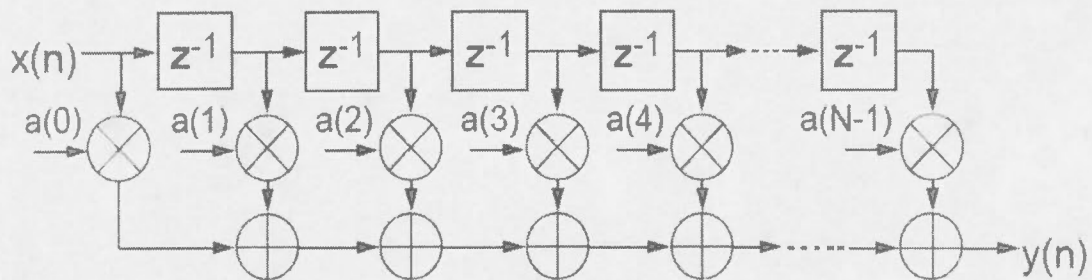 x(n) z⁻¹ z⁻¹ z⁻¹ z⁻¹ z⁻¹
a(0) a(1) a(2) a(3) a(4) a(N-1)
y(n)